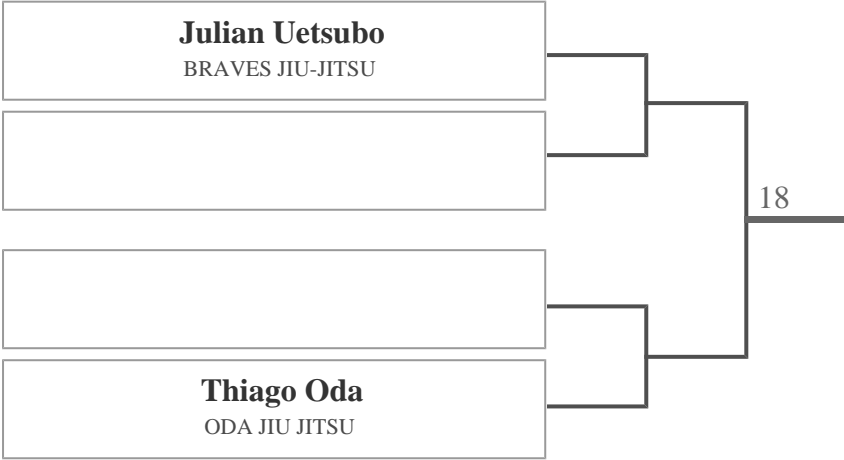 Julian Uetsubo
BRAVES JIU-JITSU
18
Thiago Oda
ODA JIU JITSU